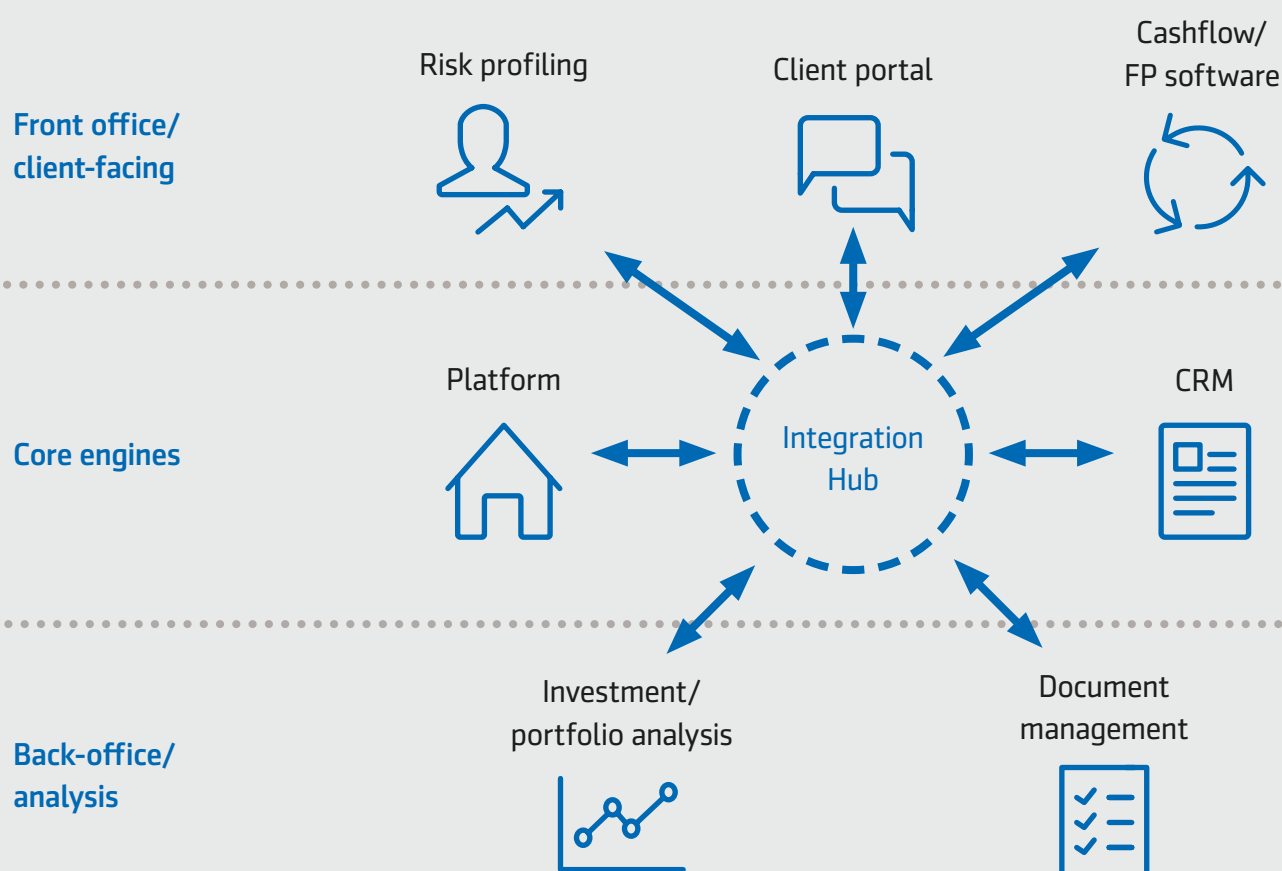 Risk profiling
Client portal
Cashflow/
FP software
Front office/
client-facing
Platform
CRM
Core engines
Integration
Hub
Investment/
portfolio analysis
Document
management
Back-office/
analysis